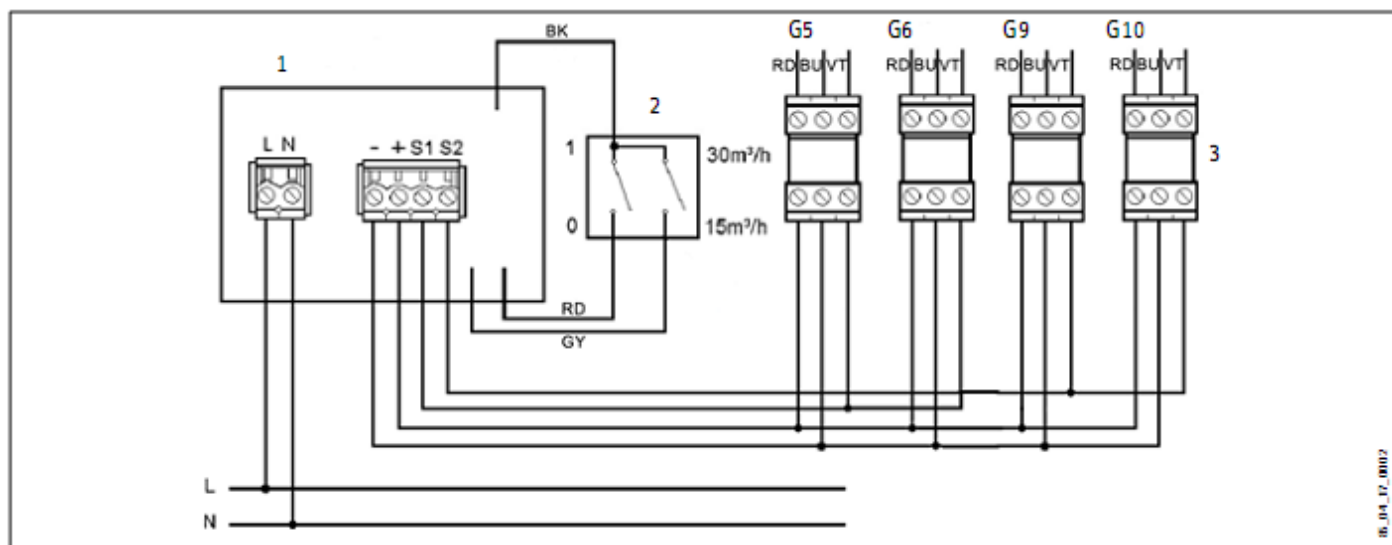 BK
G5 G6 G9 G10
1
RD BU VT RD BU VT RD BU VT RD BU VT
2
L N - + S1 S2
1 30m³/h
3
0 15m³/h
RD
GY
L
N